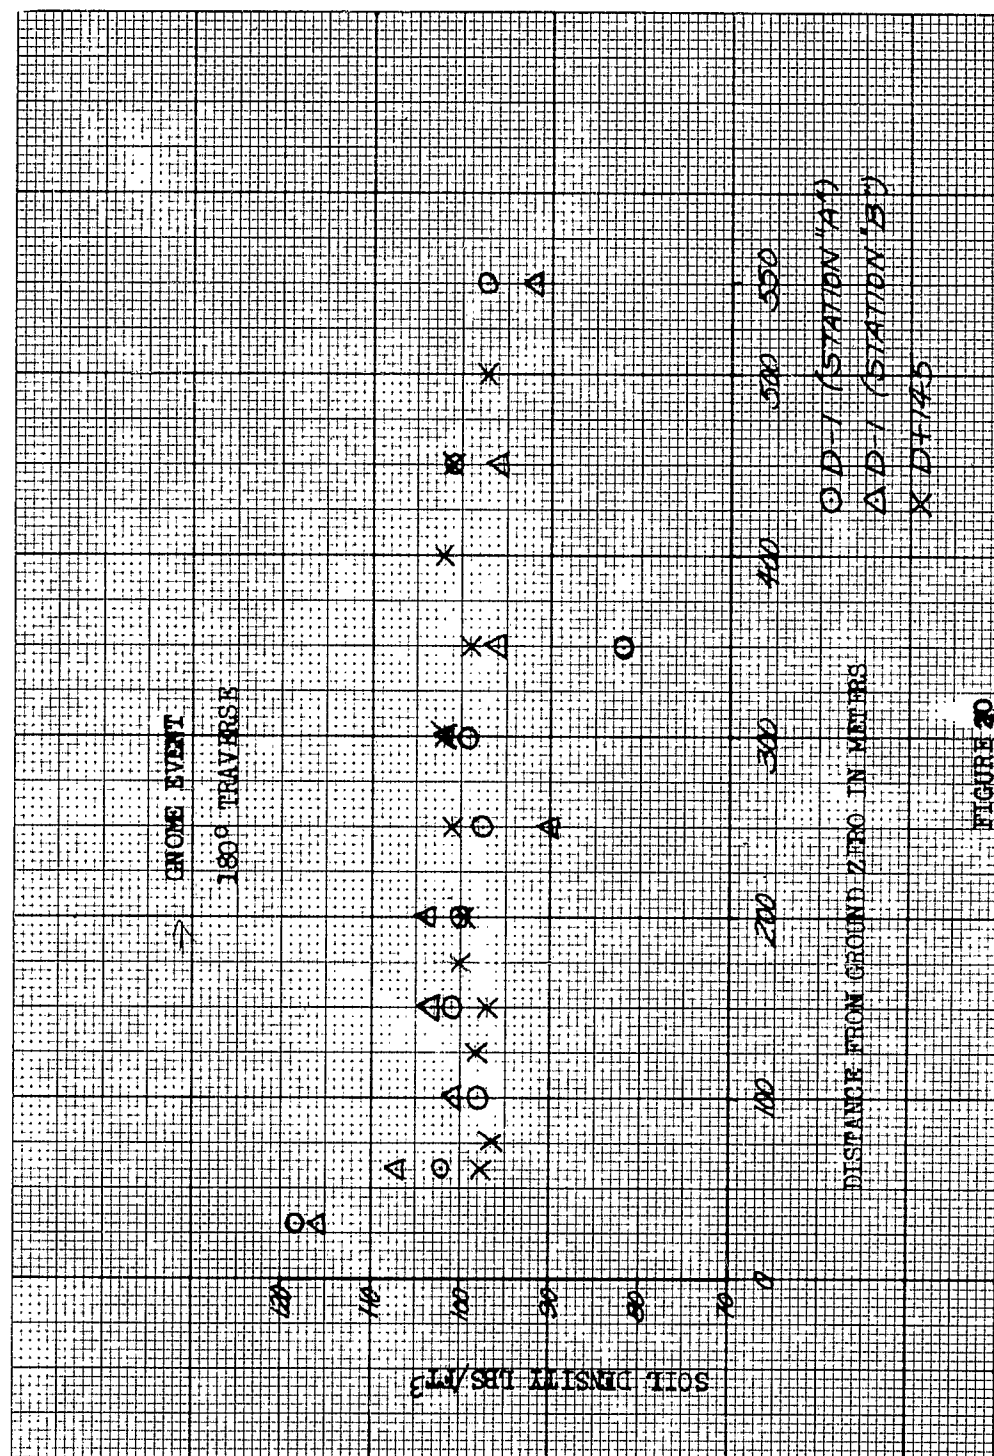 GNOME EVENT
180° TRAVERSE
SOIL DENSITY LBS/FT3
120
110
100
90
80
70
0
100
200
300
400
500
550
DISTANCE FROM GROUND ZERO IN METERS
D-1 (STATION "A")
D-1 (STATION "B")
D+145
FIGURE 20